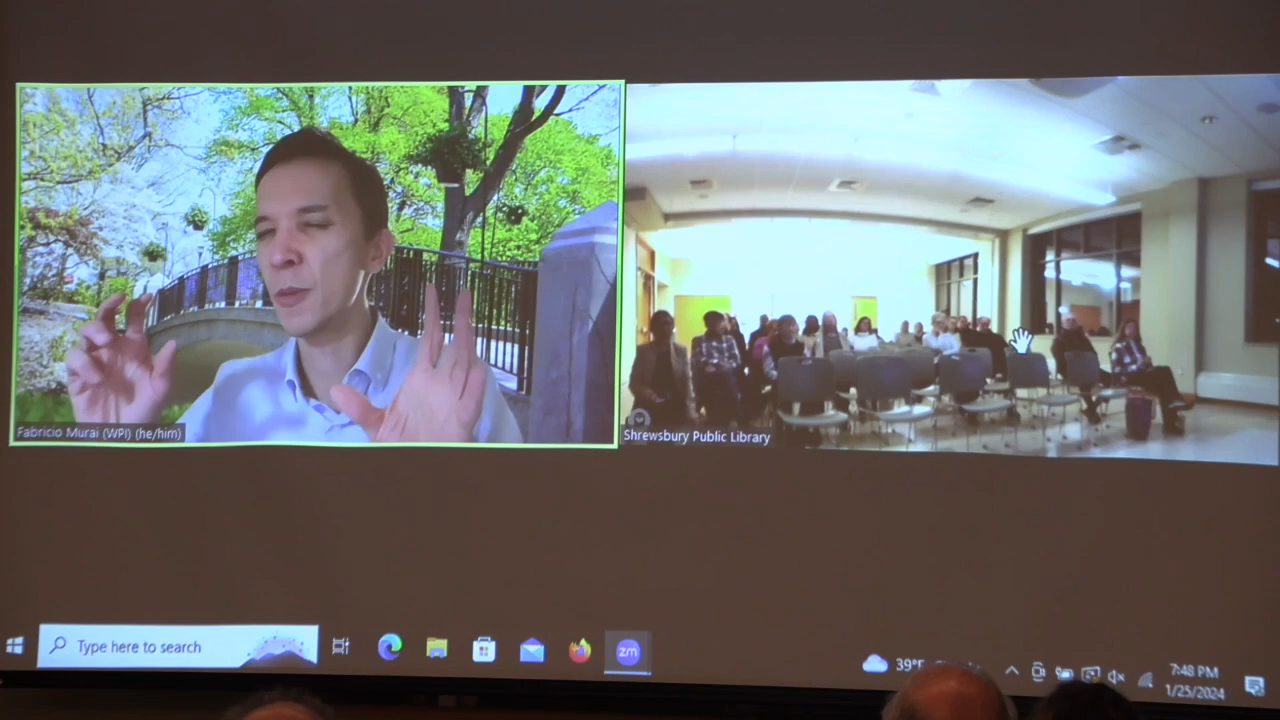 Fabricio Murai (WPI) (he/him)
Shrewsbury Public Library
Type here to search
zm
39°F
7:48 PM
1/25/2024